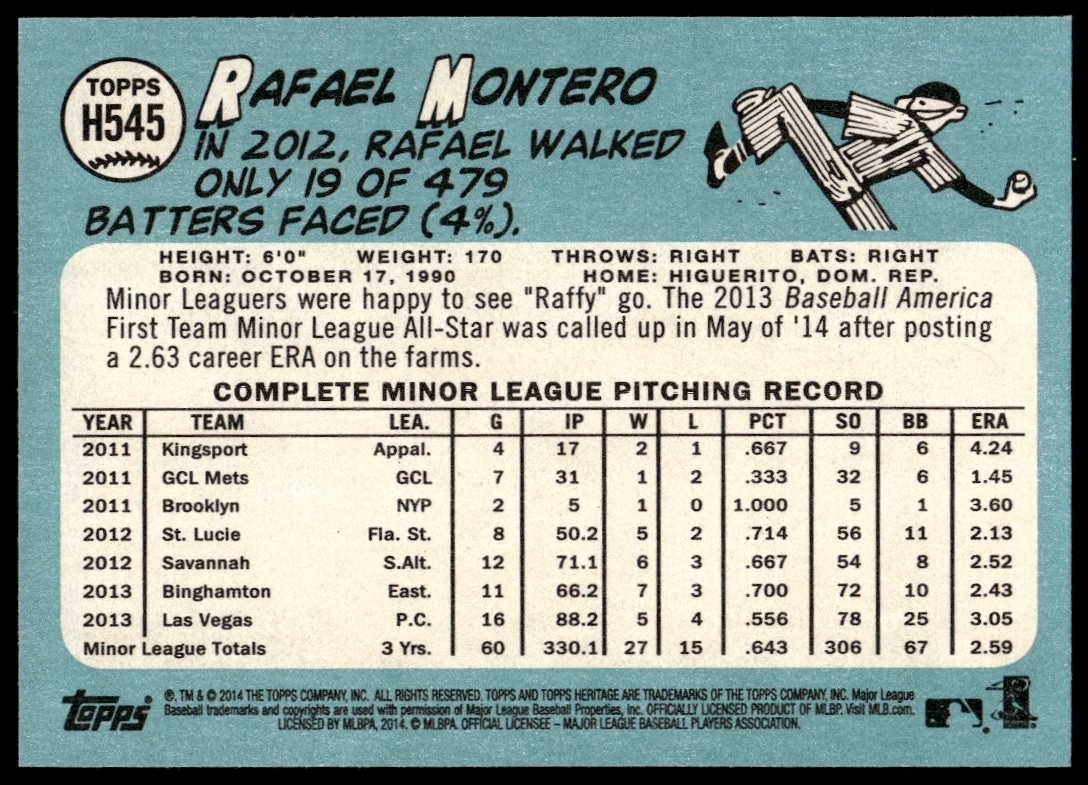 TOPPS
H545
RAFAEL MONTERO
IN 2012, RAFAEL WALKED
ONLY 19 OF 479
BATTERS FACED (4%).
HEIGHT: 6'0" WEIGHT: 170 THROWS: RIGHT BATS: RIGHT
BORN: OCTOBER 17, 1990 HOME: HIGUERITO, DOM. REP.
Minor Leaguers were happy to see "Raffy" go. The 2013 Baseball America
First Team Minor League All-Star was called up in May of '14 after posting
a 2.63 career ERA on the farms.
COMPLETE MINOR LEAGUE PITCHING RECORD
YEAR TEAM LEA. G IP W L PCT SO BB ERA
2011 Kingsport Appal. 4 17 2 1 .667 9 6 4.24
2011 GCL Mets GCL 7 31 1 2 .333 32 6 1.45
2011 Brooklyn NYP 2 5 1 0 1.000 5 1 3.60
2012 St. Lucie Fla. St. 8 50.2 5 2 .714 56 11 2.13
2012 Savannah S.Alt. 12 71.1 6 3 .667 54 8 2.52
2013 Binghamton East. 11 66.2 7 3 .700 72 10 2.43
2013 Las Vegas P.C. 16 88.2 5 4 .556 78 25 3.05
Minor League Totals 3 Yrs. 60 330.1 27 15 .643 306 67 2.59
topps
®, TM & © 2014 THE TOPPS COMPANY, INC. ALL RIGHTS RESERVED. TOPPS AND TOPPS HERITAGE ARE TRADEMARKS OF THE TOPPS COMPANY, INC. Major League
Baseball trademarks and copyrights are used with permission of Major League Baseball Properties, Inc. OFFICIALLY LICENSED PRODUCT OF MLBP. Visit MLB.com.
LICENSED BY MLBPA, 2014. © MLBPA. OFFICIAL LICENSEE – MAJOR LEAGUE BASEBALL PLAYERS ASSOCIATION.